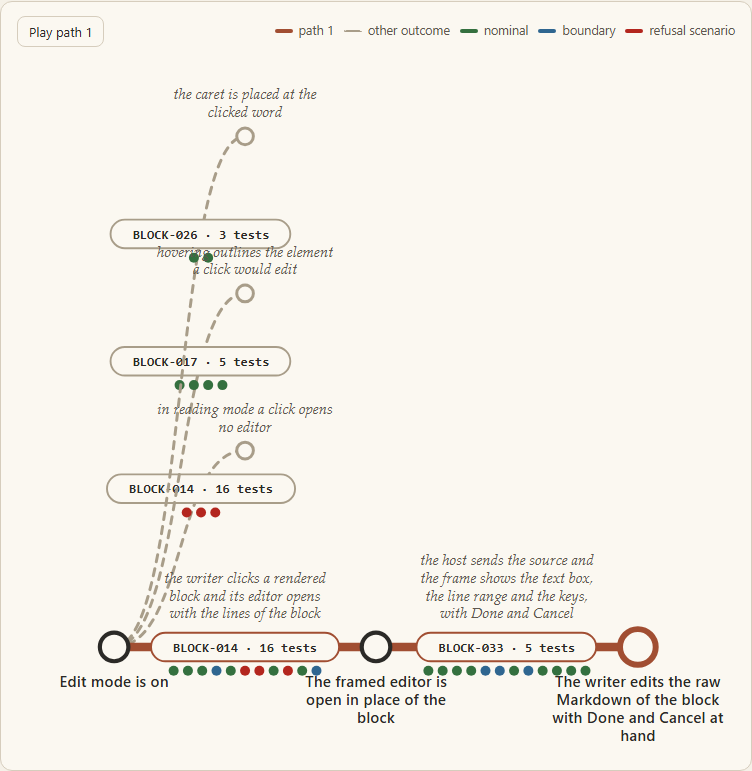 Play path 1
path 1
other outcome
nominal
boundary
refusal scenario
the caret is placed at the
clicked word
BLOCK-026 · 3 tests
hovering outlines the element
a click would edit
BLOCK-017 · 5 tests
in reading mode a click opens
no editor
BLOCK-014 · 16 tests
the writer clicks a rendered
block and its editor opens
with the lines of the block
the host sends the source and
the frame shows the text box,
the line range and the keys,
with Done and Cancel
BLOCK-014 · 16 tests
BLOCK-033 · 5 tests
Edit mode is on
The framed editor is
open in place of the
block
The writer edits the raw
Markdown of the block
with Done and Cancel at
hand